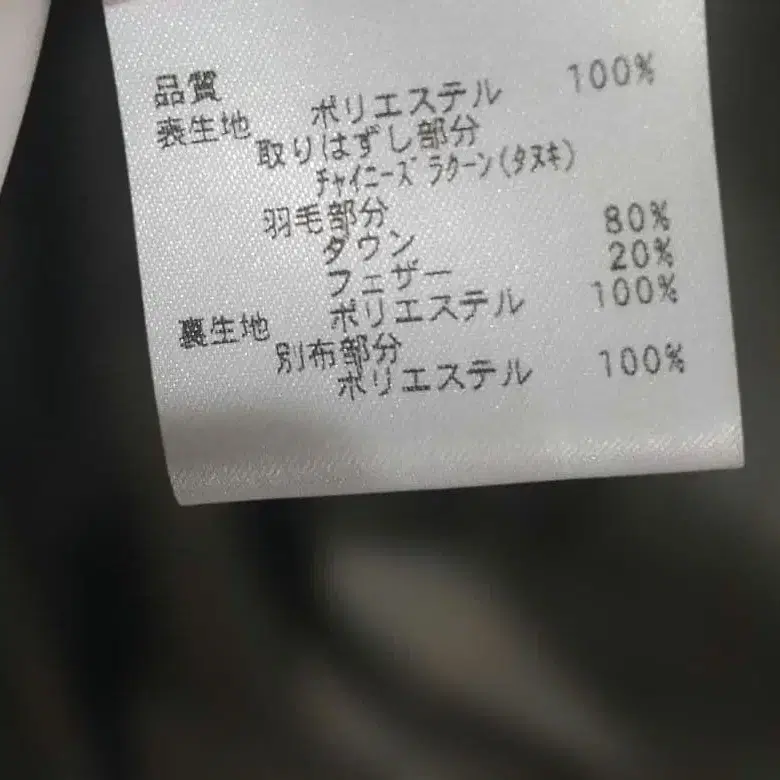 品質
表生地 ポリエステル 100%
取りはずし部分
チャイニーズ ラクーン(タヌキ)
羽毛部分
ダウン 80%
フェザー 20%
裏生地 ポリエステル 100%
別布部分
ポリエステル 100%